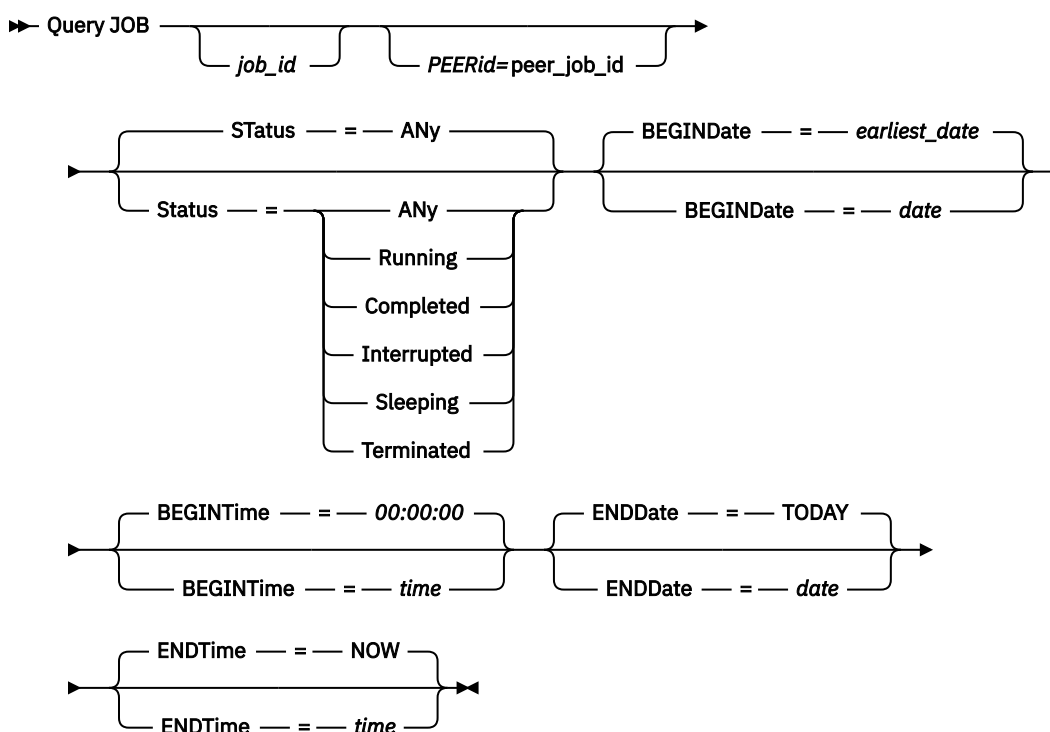 Query JOB
job_id PEERid= peer_job_id
STatus = ANy BEGINDate = earliest_date
Status = ANy BEGINDate = date
Running
Completed
Interrupted
Sleeping
Terminated
BEGINTime = 00:00:00 ENDDate = TODAY
BEGINTime = time ENDDate = date
ENDTime = NOW
ENDTime = time